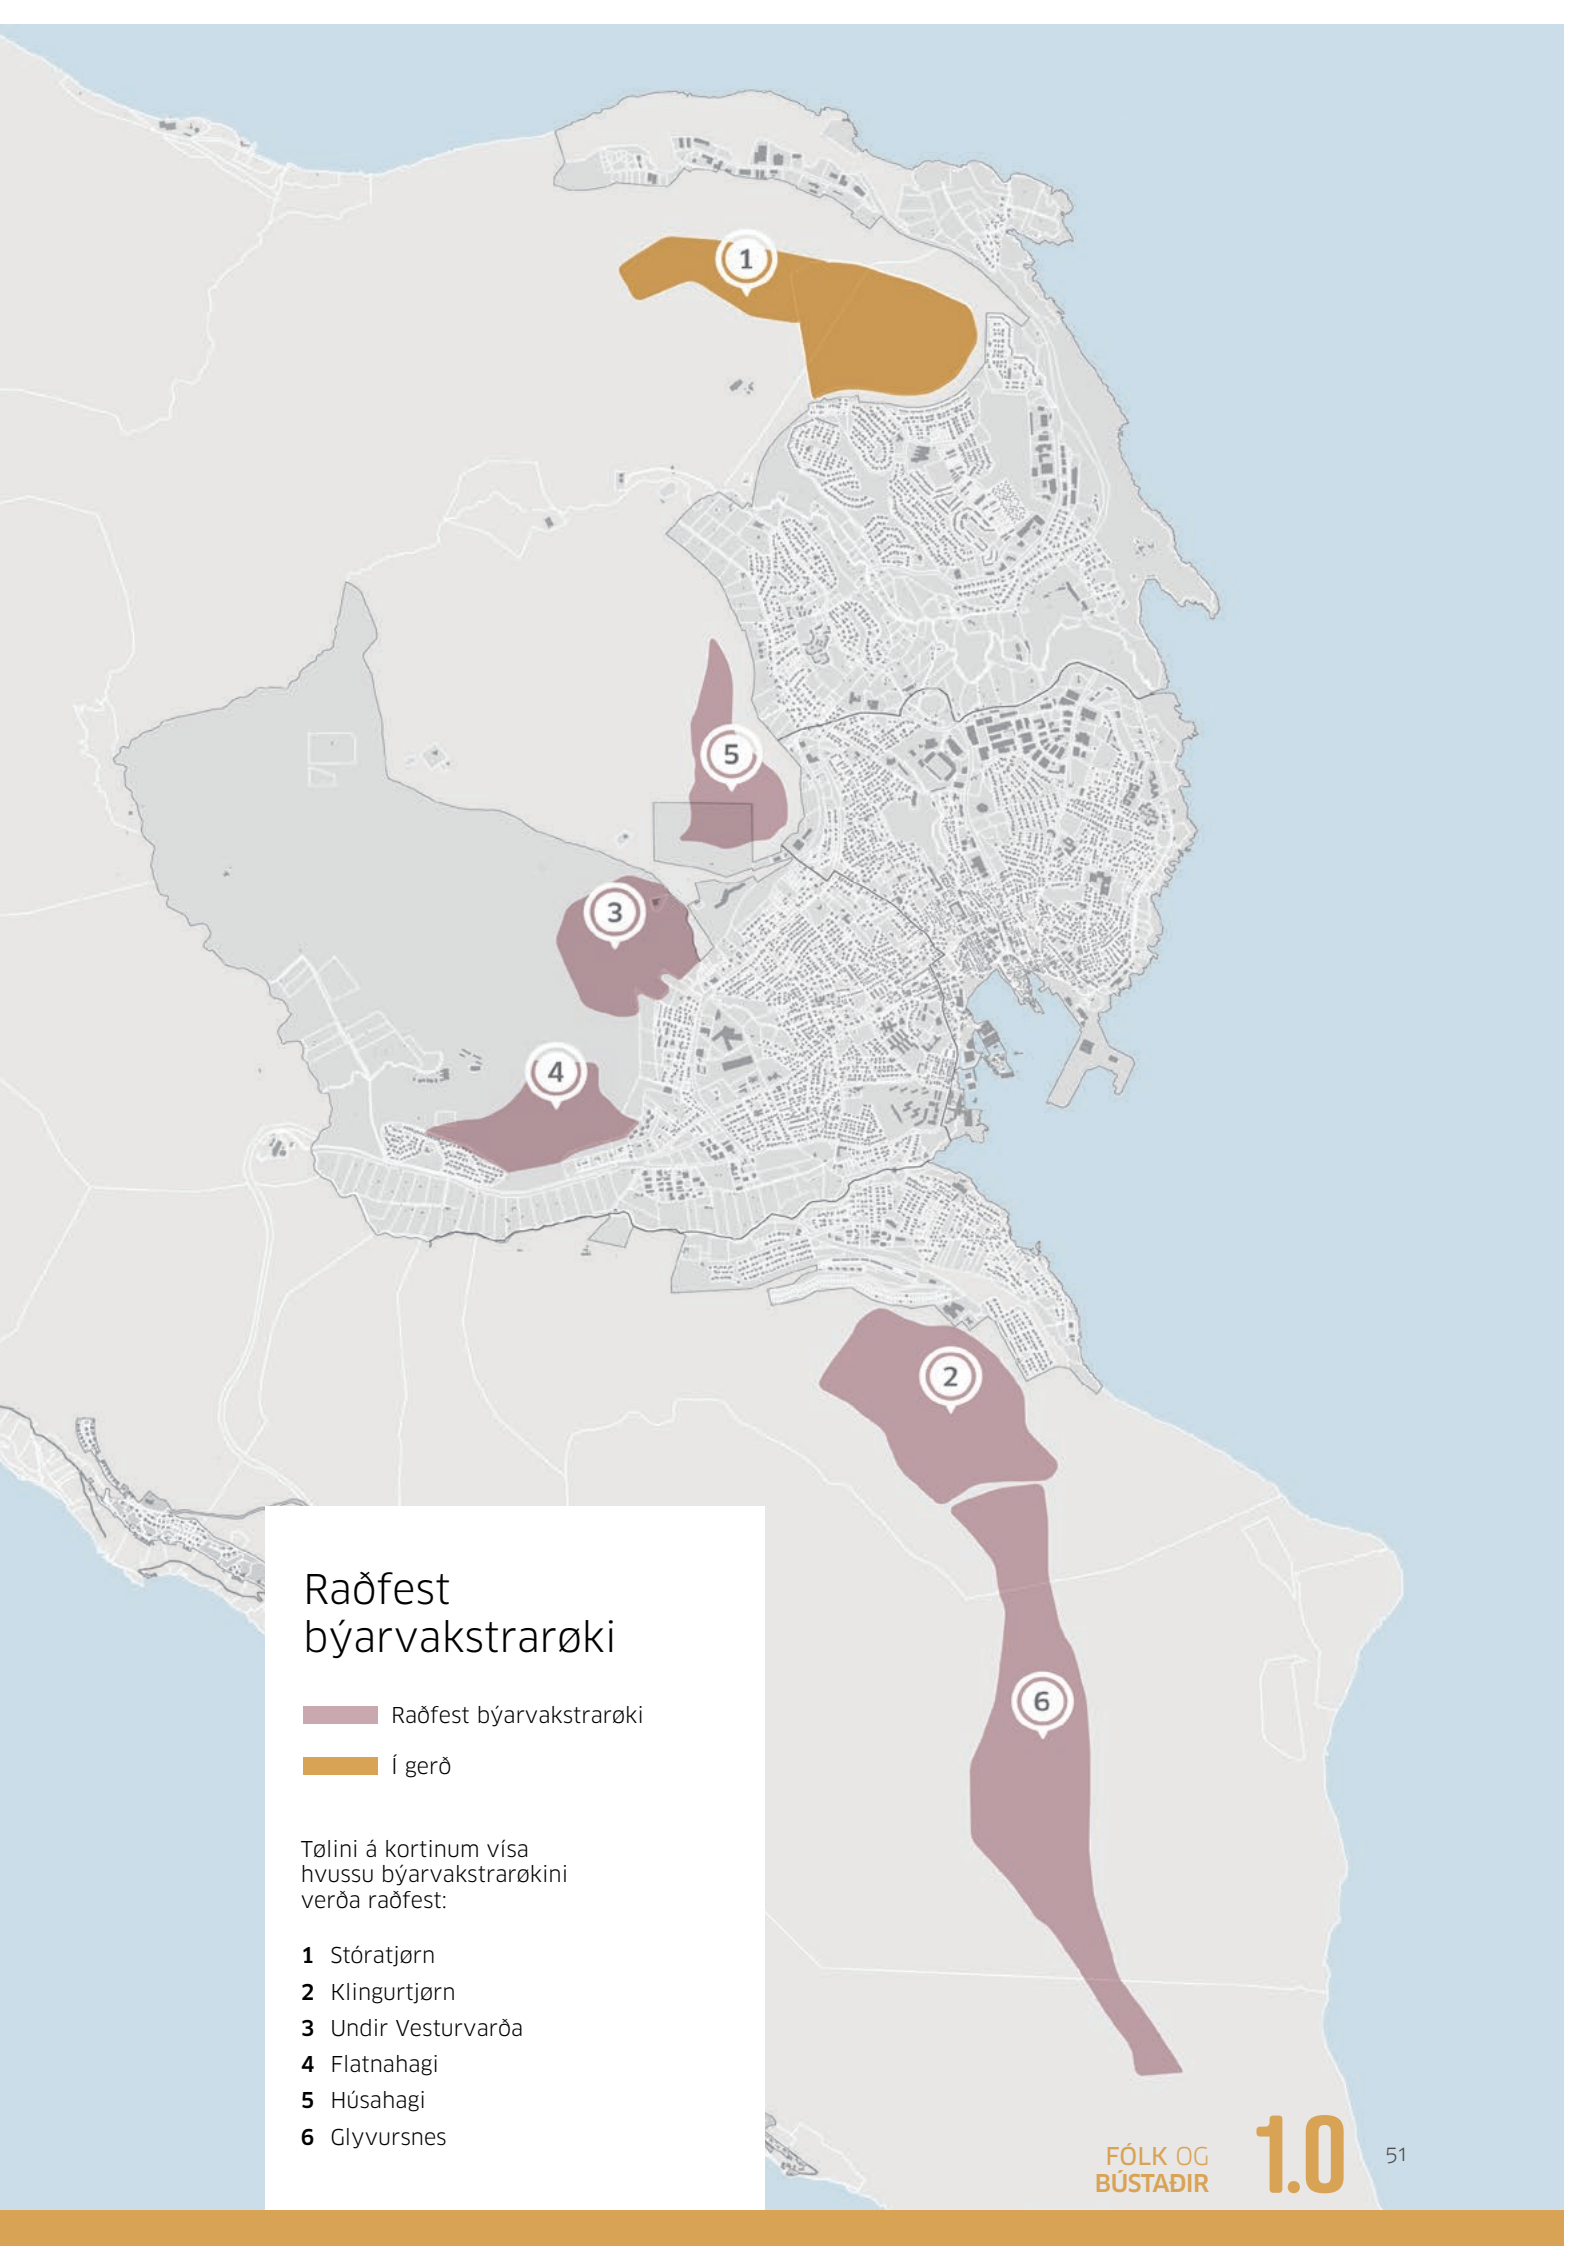 1
5
3
4
2
6
Raðfest
býarvakstrarøki
Raðfest býarvakstrarøki
Í gerð
Tølini á kortinum vísa
hvussu býarvakstrarøkini
verða raðfest:
1 Stóratjørn
2 Klingurtjørn
3 Undir Vesturvarða
4 Flatnahagi
5 Húsahagi
6 Glyvursnes
FÓLK OG
BÚSTAÐIR
1.0
51